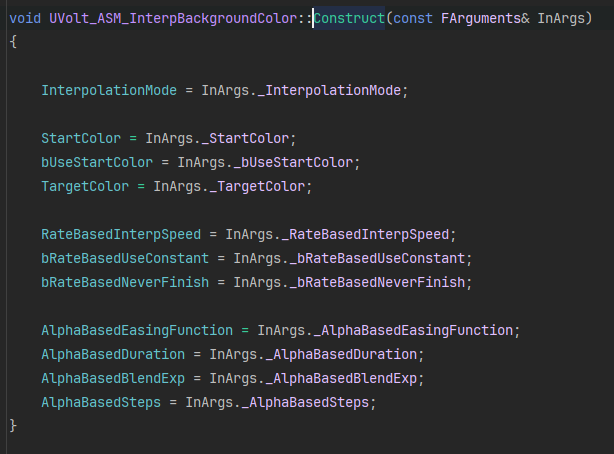 void UVolt_ASM_InterpBackgroundColor::Construct(const FArguments& InArgs)
{
InterpolationMode = InArgs._InterpolationMode;
StartColor = InArgs._StartColor;
bUseStartColor = InArgs._bUseStartColor;
TargetColor = InArgs._TargetColor;
RateBasedInterpSpeed = InArgs._RateBasedInterpSpeed;
bRateBasedUseConstant = InArgs._bRateBasedUseConstant;
bRateBasedNeverFinish = InArgs._bRateBasedNeverFinish;
AlphaBasedEasingFunction = InArgs._AlphaBasedEasingFunction;
AlphaBasedDuration = InArgs._AlphaBasedDuration;
AlphaBasedBlendExp = InArgs._AlphaBasedBlendExp;
AlphaBasedSteps = InArgs._AlphaBasedSteps;
}